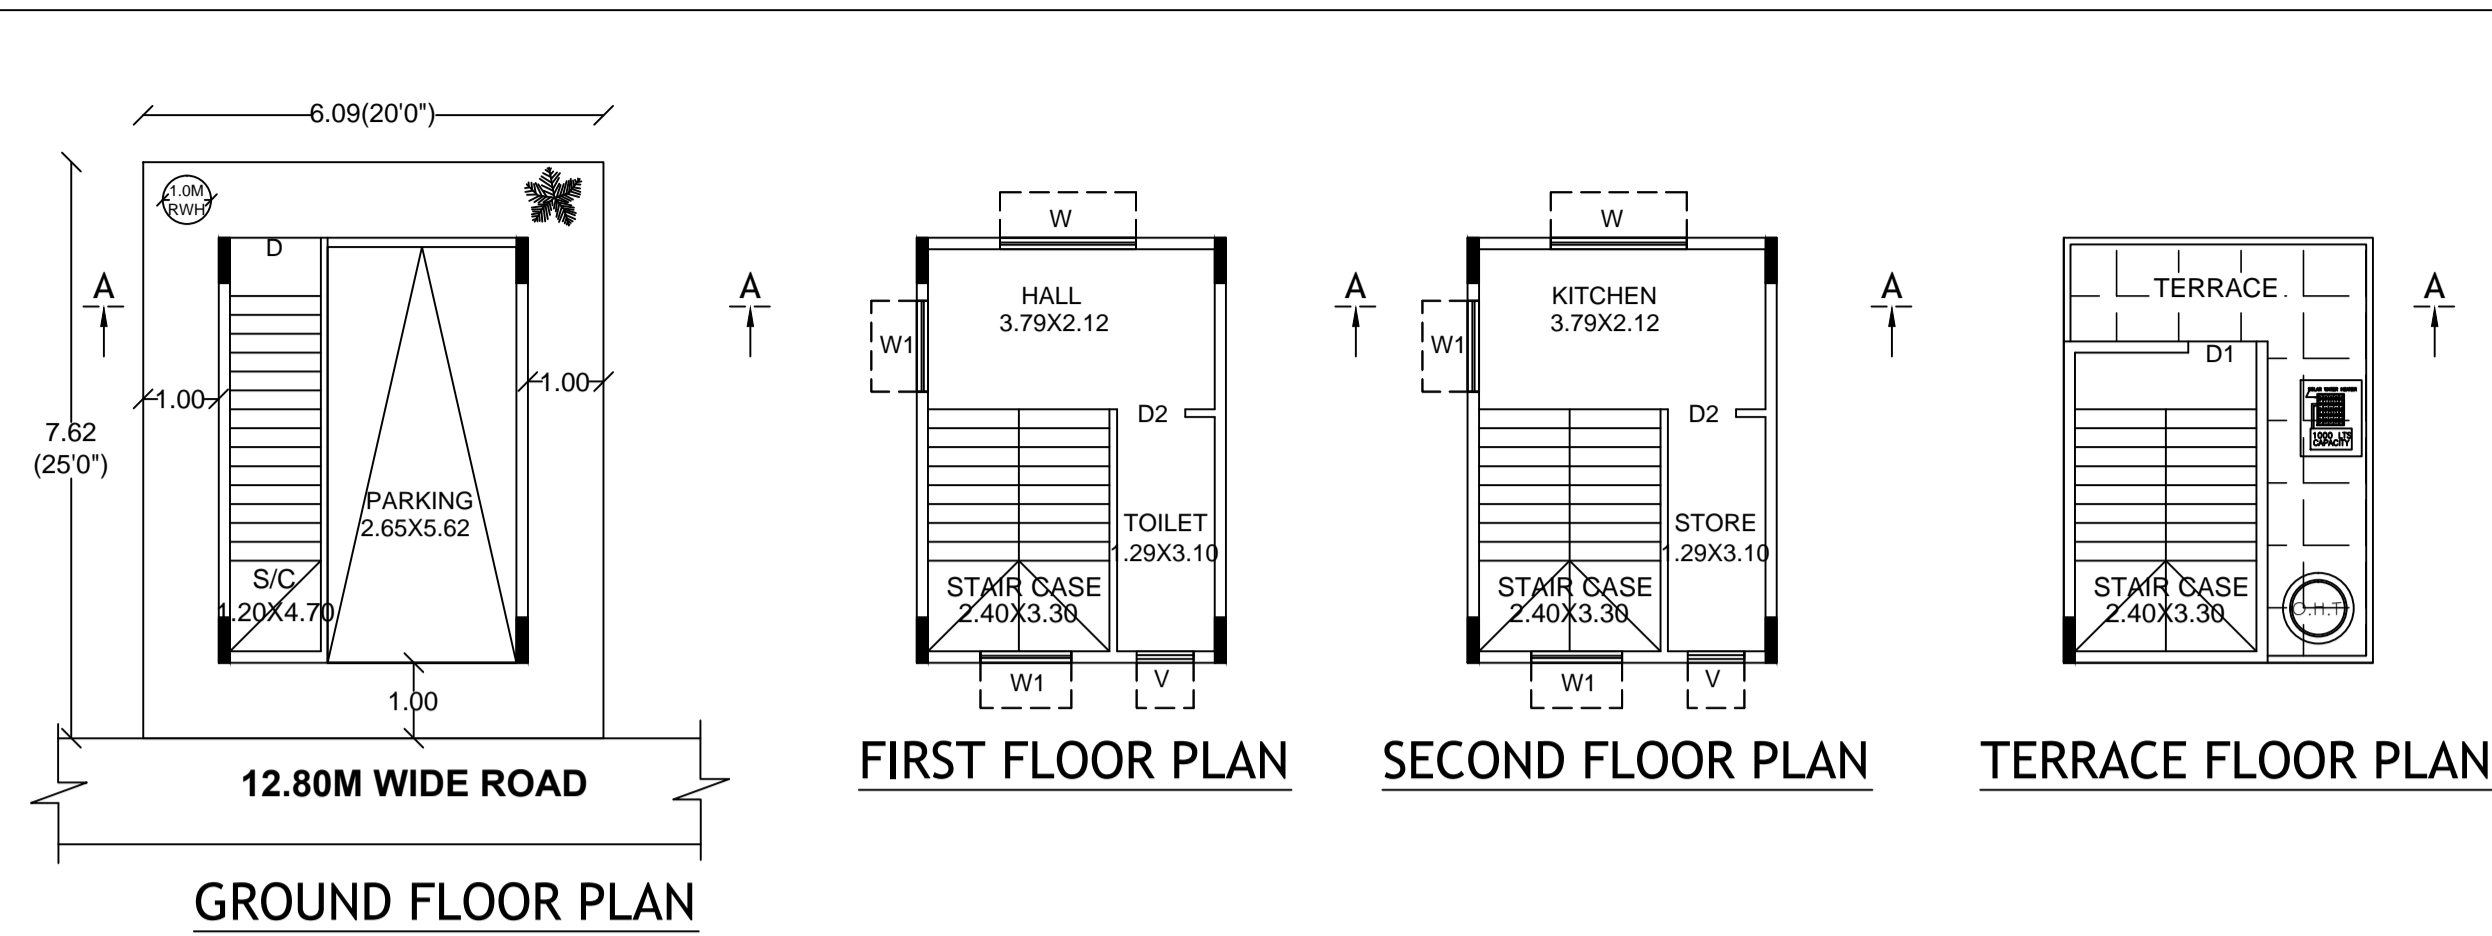 6.09(20'0")
1.0M
RWH
D
A
A
1.00
1.00
7.62
(25'0")
PARKING
2.65X5.62
S/C
1.20X4.70
1.00
12.80M WIDE ROAD
GROUND FLOOR PLAN
W
HALL
3.79X2.12
W1
D2
TOILET
1.29X3.10
STAIR CASE
2.40X3.30
W1
V
FIRST FLOOR PLAN
A
W
KITCHEN
3.79X2.12
W1
D2
STORE
1.29X3.10
STAIR CASE
2.40X3.30
W1
V
SECOND FLOOR PLAN
A
TERRACE
D1
A
SOLAR WATER HEATER
1000 LTS
CAPACITY
STAIR CASE
2.40X3.30
O.H.T
TERRACE FLOOR PLAN